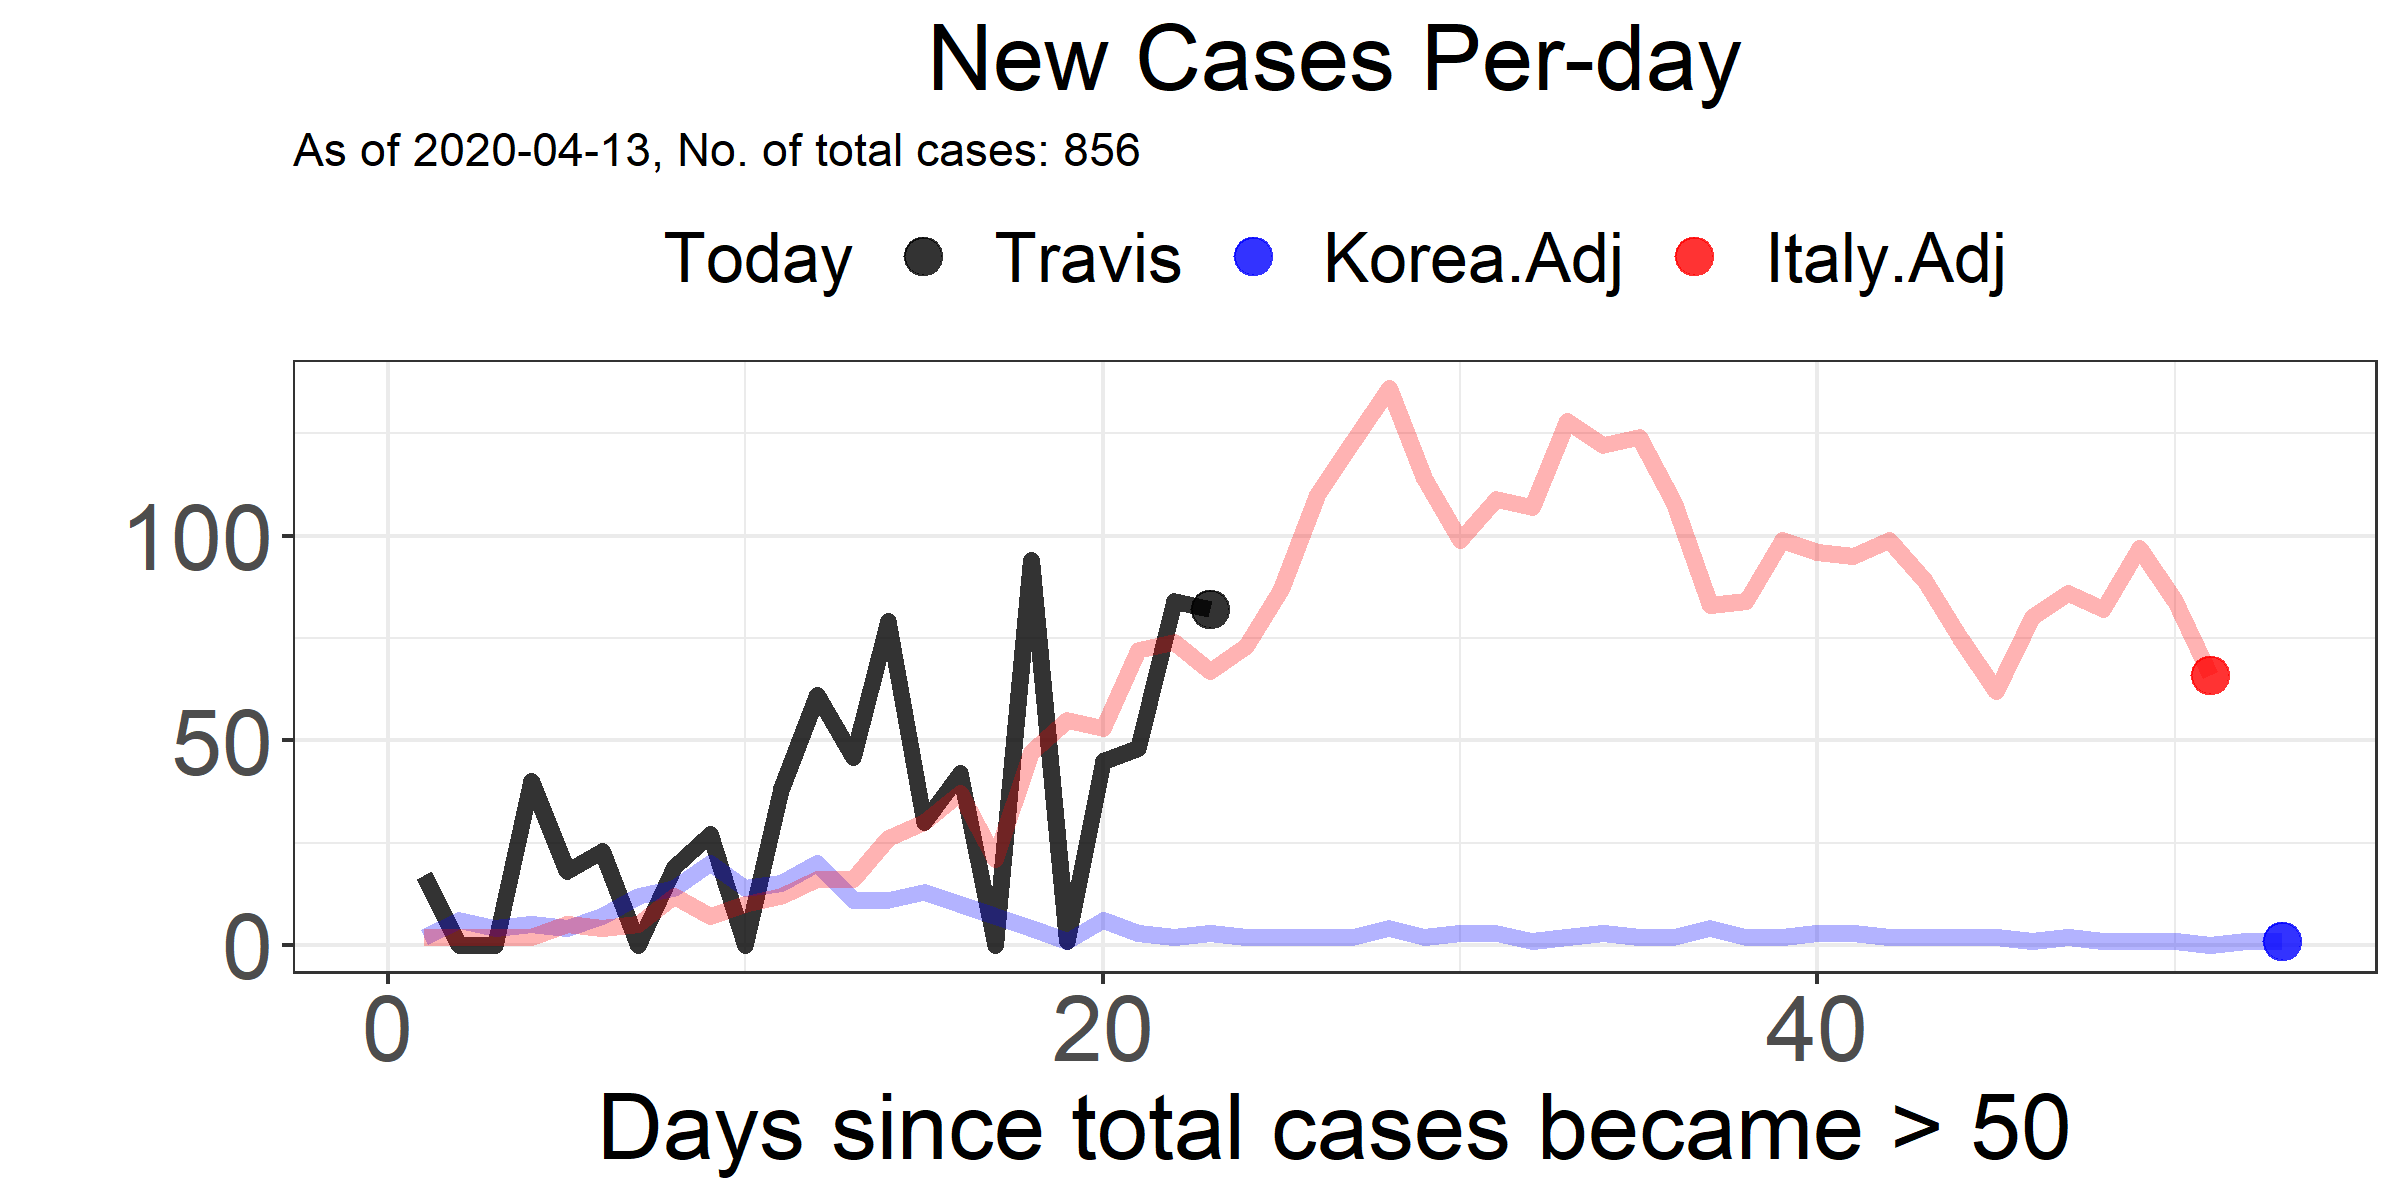 New Cases Per-day
As of 2020-04-13, No. of total cases: 856
Today Travis Korea.Adj Italy.Adj
100
50
0
0 20 40
Days since total cases became > 50